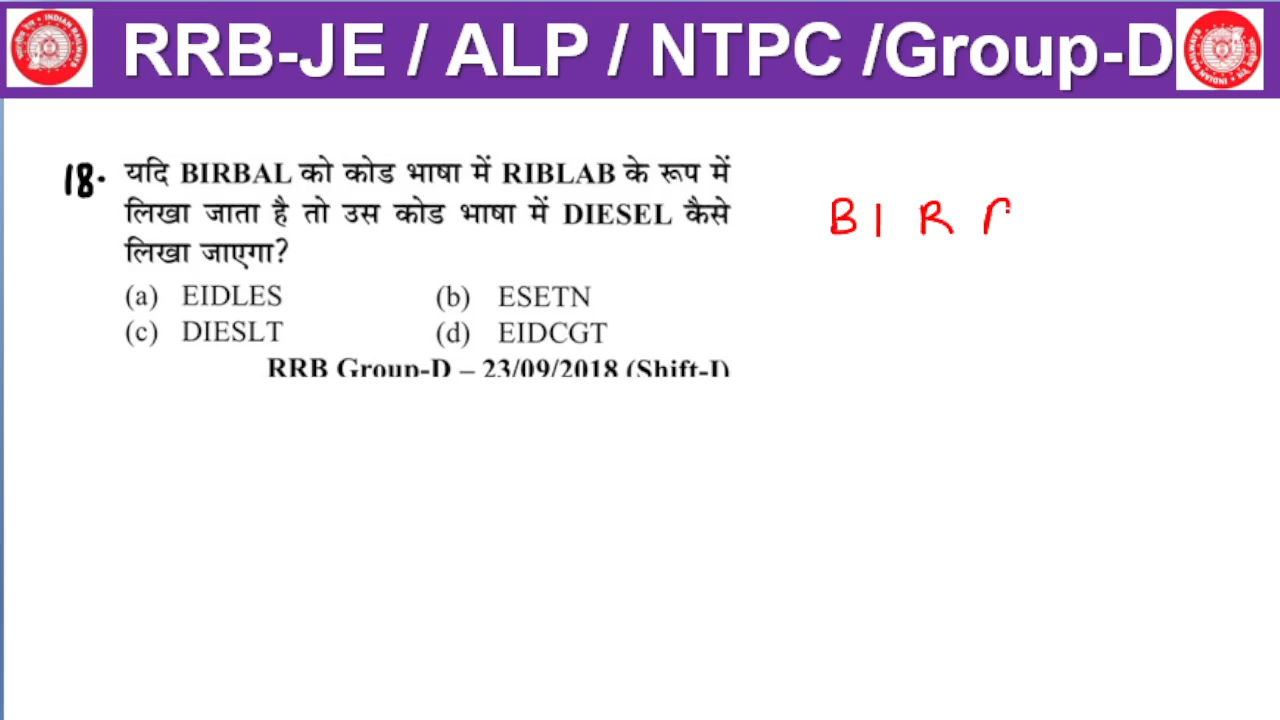 RRB-JE / ALP / NTPC /Group-D
18. यदि BIRBAL को कोड भाषा में RIBLAB के रूप में
लिखा जाता है तो उस कोड भाषा में DIESEL कैसे
लिखा जाएगा?
(a) EIDLES (b) ESETN
(c) DIESLT (d) EIDCGT
RRB Group-D – 23/09/2018 (Shift-I)
B I R